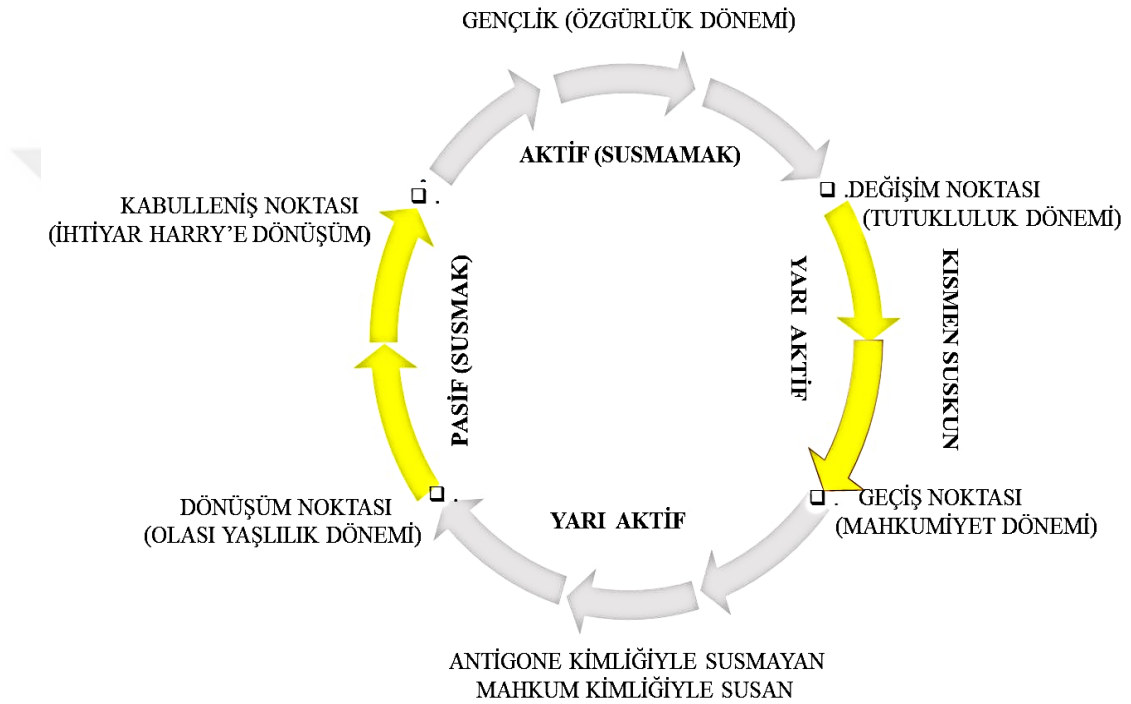 GENÇLİK (ÖZGÜRLÜK DÖNEMİ)
AKTİF (SUSMAMAK)
.DEĞİŞİM NOKTASI
(TUTUKLULUK DÖNEMİ)
KABULLENİŞ NOKTASI
(İHTİYAR HARRY’E DÖNÜŞÜM)
PASİF (SUSMAK)
YARI AKTİF
KISMEN SUSKUN
DÖNÜŞÜM NOKTASI
(OLASI YAŞLILIK DÖNEMİ)
YARI AKTİF
GEÇİŞ NOKTASI
(MAHKUMİYET DÖNEMİ)
ANTİGONE KİMLİĞİYLE SUSMAYAN
MAHKUM KİMLİĞİYLE SUSAN